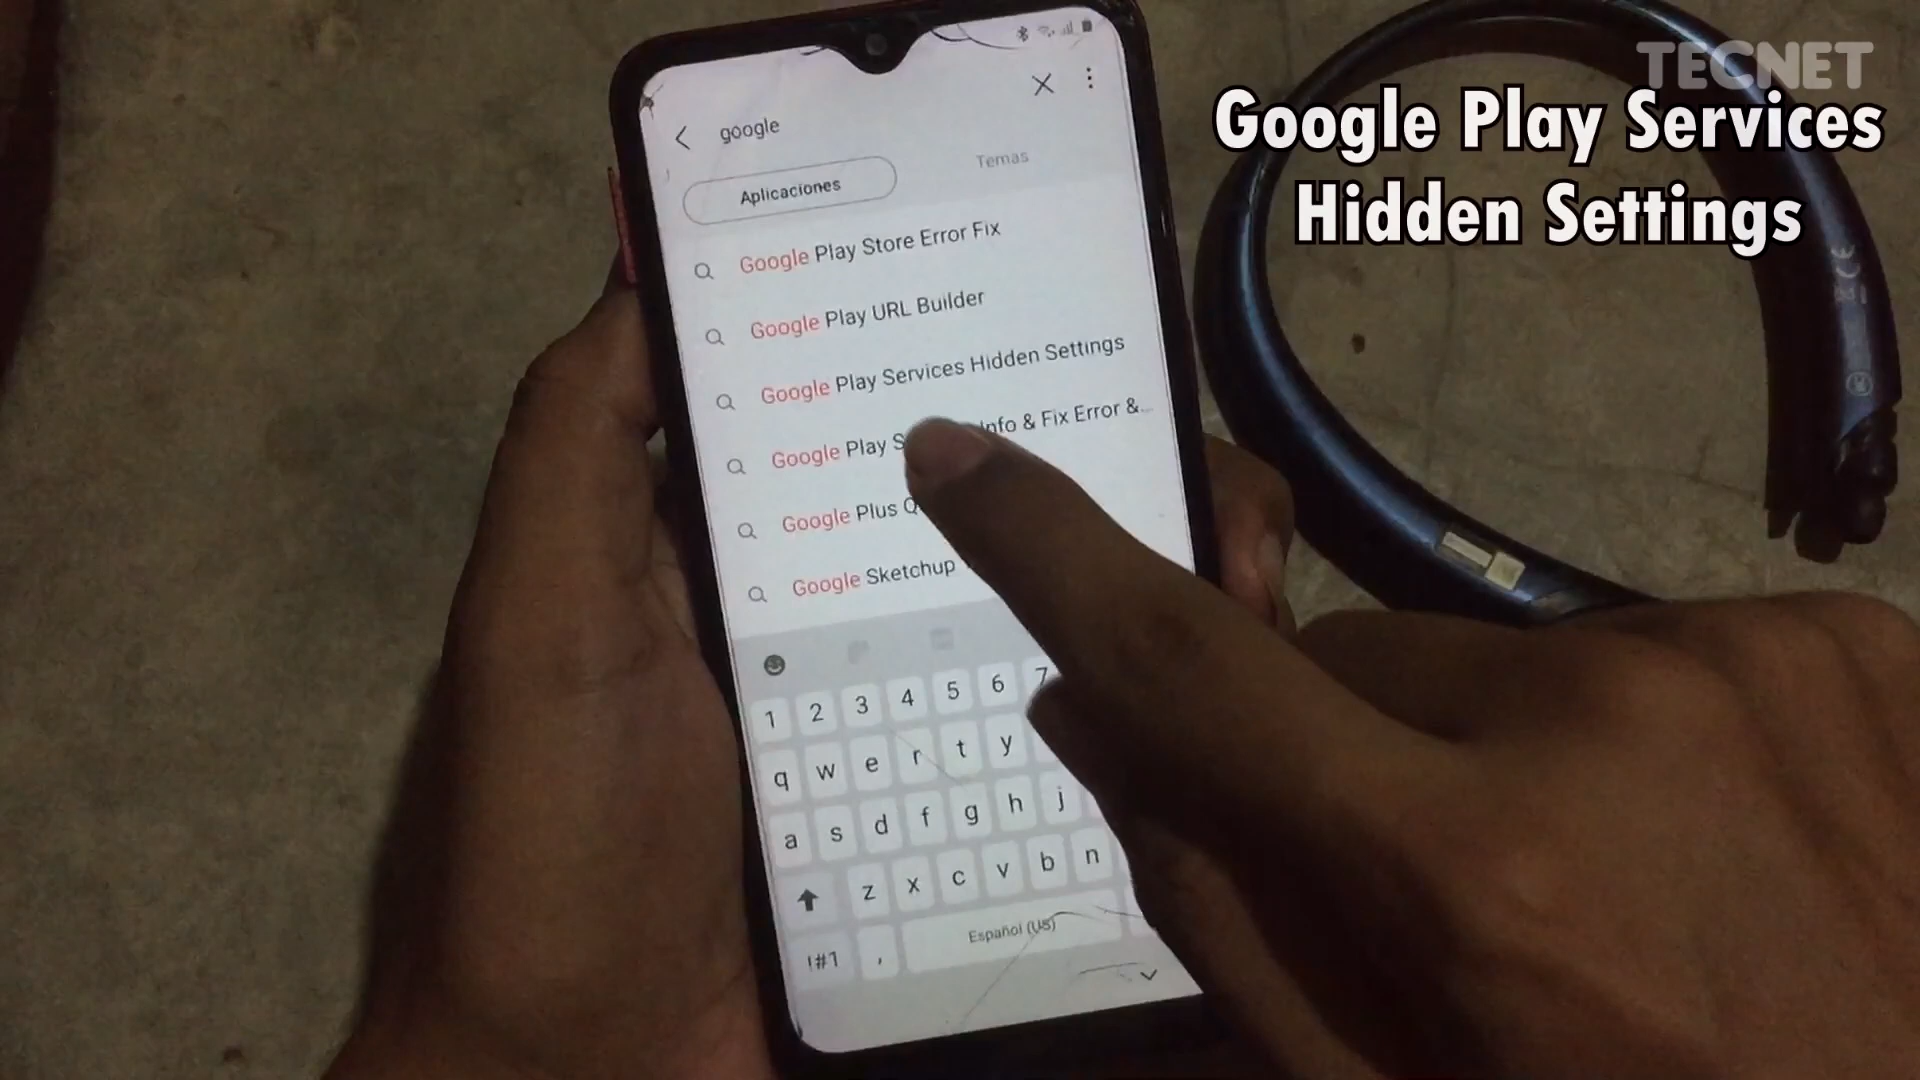 TECNET
Google Play Services
Hidden Settings
google
Aplicaciones
Temas
Google Play Store Error Fix
Google Play URL Builder
Google Play Services Hidden Settings
Google Play S Info & Fix Error &...
Google Plus
Google Sketchup
1 2 3 4 5 6 7
q w e r t y
a s d f g h j
z x c v b n
!#1 , Español (US)
CE